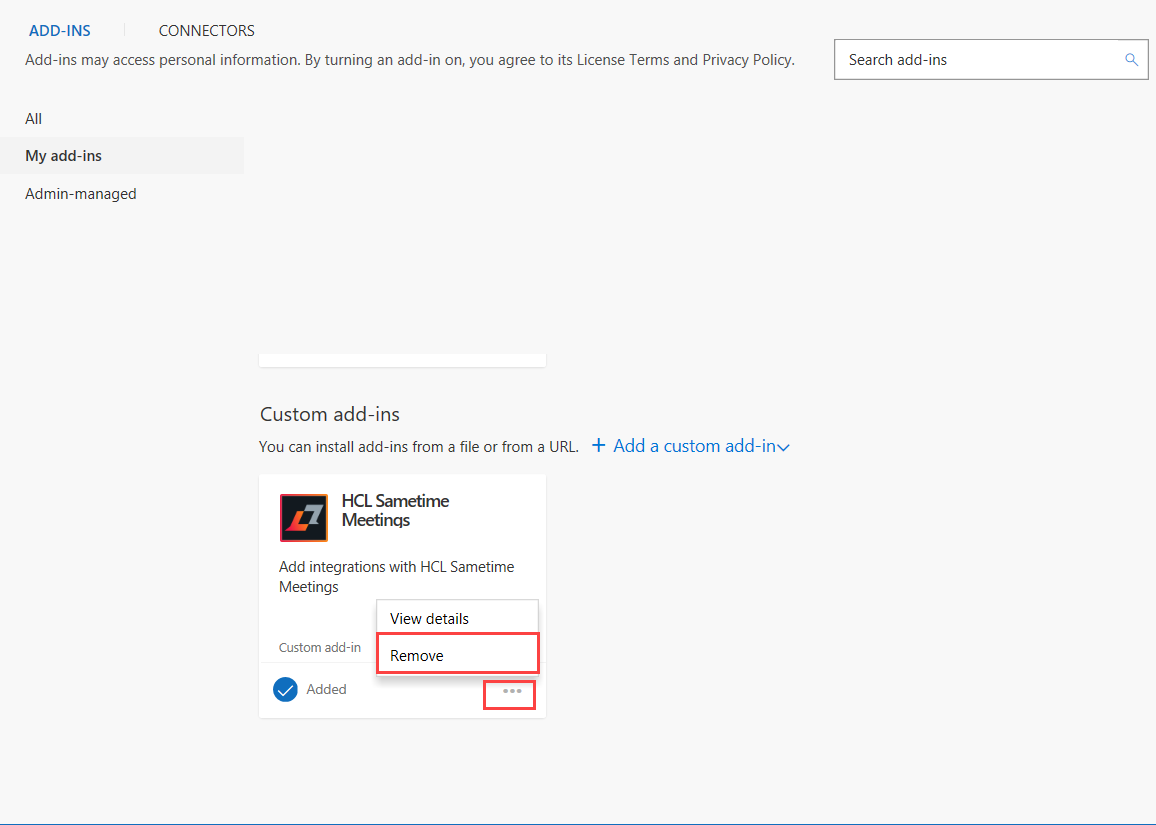 ADD-INS
CONNECTORS
Add-ins may access personal information. By turning an add-in on, you agree to its License Terms and Privacy Policy.
Search add-ins
All
My add-ins
Admin-managed
Custom add-ins
You can install add-ins from a file or from a URL.
+ Add a custom add-in
HCL Sametime
Meetings
Add integrations with HCL Sametime
Meetings
View details
Custom add-in
Remove
Added